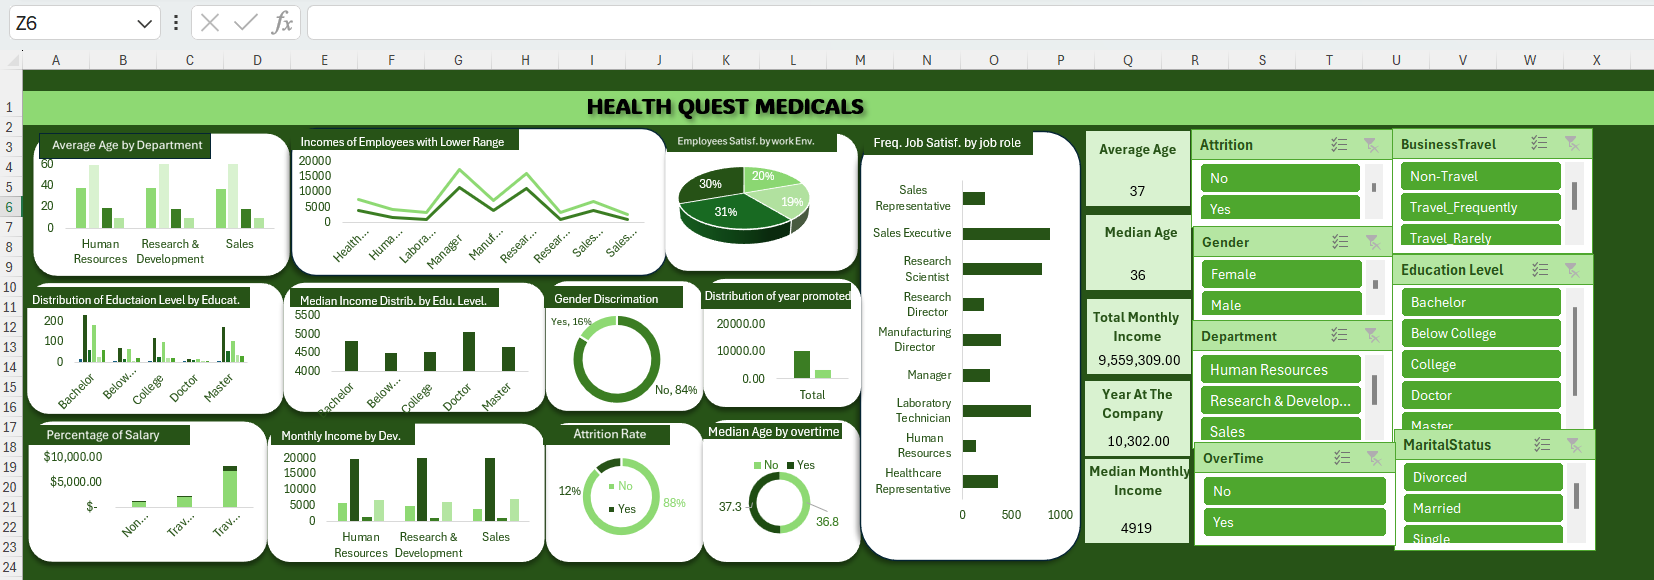 Z6
fx
A B C D E F G H I J K L M N O P Q R S T U V W X
1
2
3
4
5
6
7
8
9
10
11
12
13
14
15
16
17
18
19
20
21
22
23
24
HEALTH QUEST MEDICALS
Average Age by Department
60
40
20
0
Human
Resources
Research &
Development
Sales
Incomes of Employees with Lower Range
20000
15000
10000
5000
0
Health...
Huma...
Labora...
Manager
Manuf...
Resear...
Resear...
Sales...
Sales...
Employees Satisf. by work Env.
30%
20%
19%
31%
Freq. Job Satisf. by job role
Sales
Representative
Sales Executive
Research
Scientist
Research
Director
Manufacturing
Director
Manager
Laboratory
Technician
Human
Resources
Healthcare
Representative
0 500 1000
Distribution of Eductaion Level by Educat.
200
100
0
Bachelor
Below...
College
Doctor
Master
Median Income Distrib. by Edu. Level.
5500
5000
4500
4000
Bachelor
Below...
College
Doctor
Master
Gender Discrimation
Yes, 16%
No, 84%
Distribution of year promoted
20000.00
10000.00
0.00
Total
Percentage of Salary
$10,000.00
$5,000.00
$-
Non...
Trav...
Trav...
Monthly Income by Dev.
20000
15000
10000
5000
0
Human
Resources
Research &
Development
Sales
Attrition Rate
No
Yes
12%
88%
Median Age by overtime
No Yes
37.3
36.8
Average Age
37
Median Age
36
Total Monthly
Income
9,559,309.00
Year At The
Company
10,302.00
Median Monthly
Income
4919
Attrition
No
Yes
Gender
Female
Male
Department
Human Resources
Research & Develop...
Sales
OverTime
No
Yes
BusinessTravel
Non-Travel
Travel_Frequently
Travel_Rarely
Education Level
Bachelor
Below College
College
Doctor
Master
MaritalStatus
Divorced
Married
Single